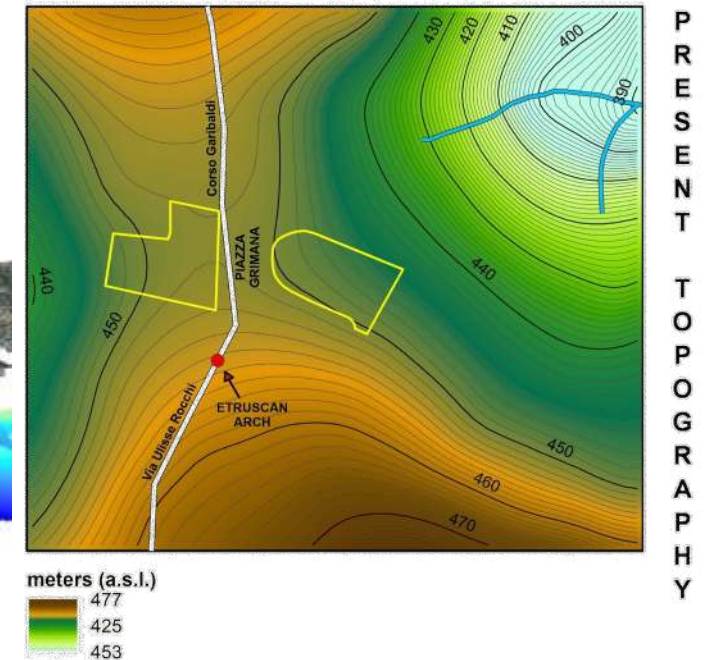 430
420
410
400
390
Corso Garibaldi
PIAZZA
GRIMANA
440
440
450
ETRUSCAN
ARCH
Via Ulisse Rocchi
450
460
470
PRESENT TOPOGRAPHY
meters (a.s.l.)
477
425
453